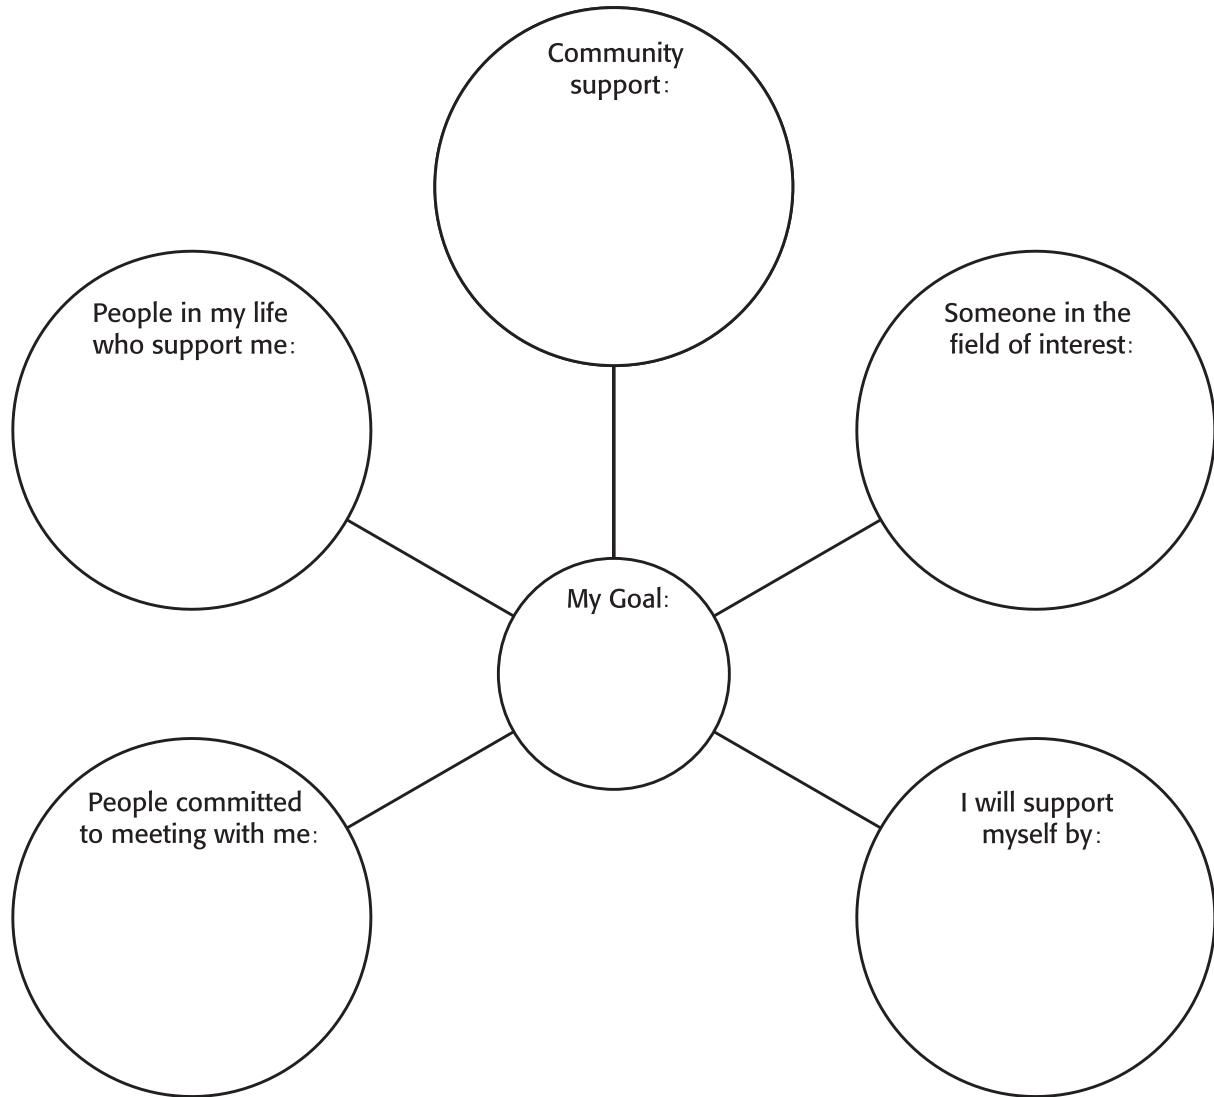 Community
support:
People in my life
who support me:
Someone in the
field of interest:
My Goal:
People committed
to meeting with me:
I will support
myself by: